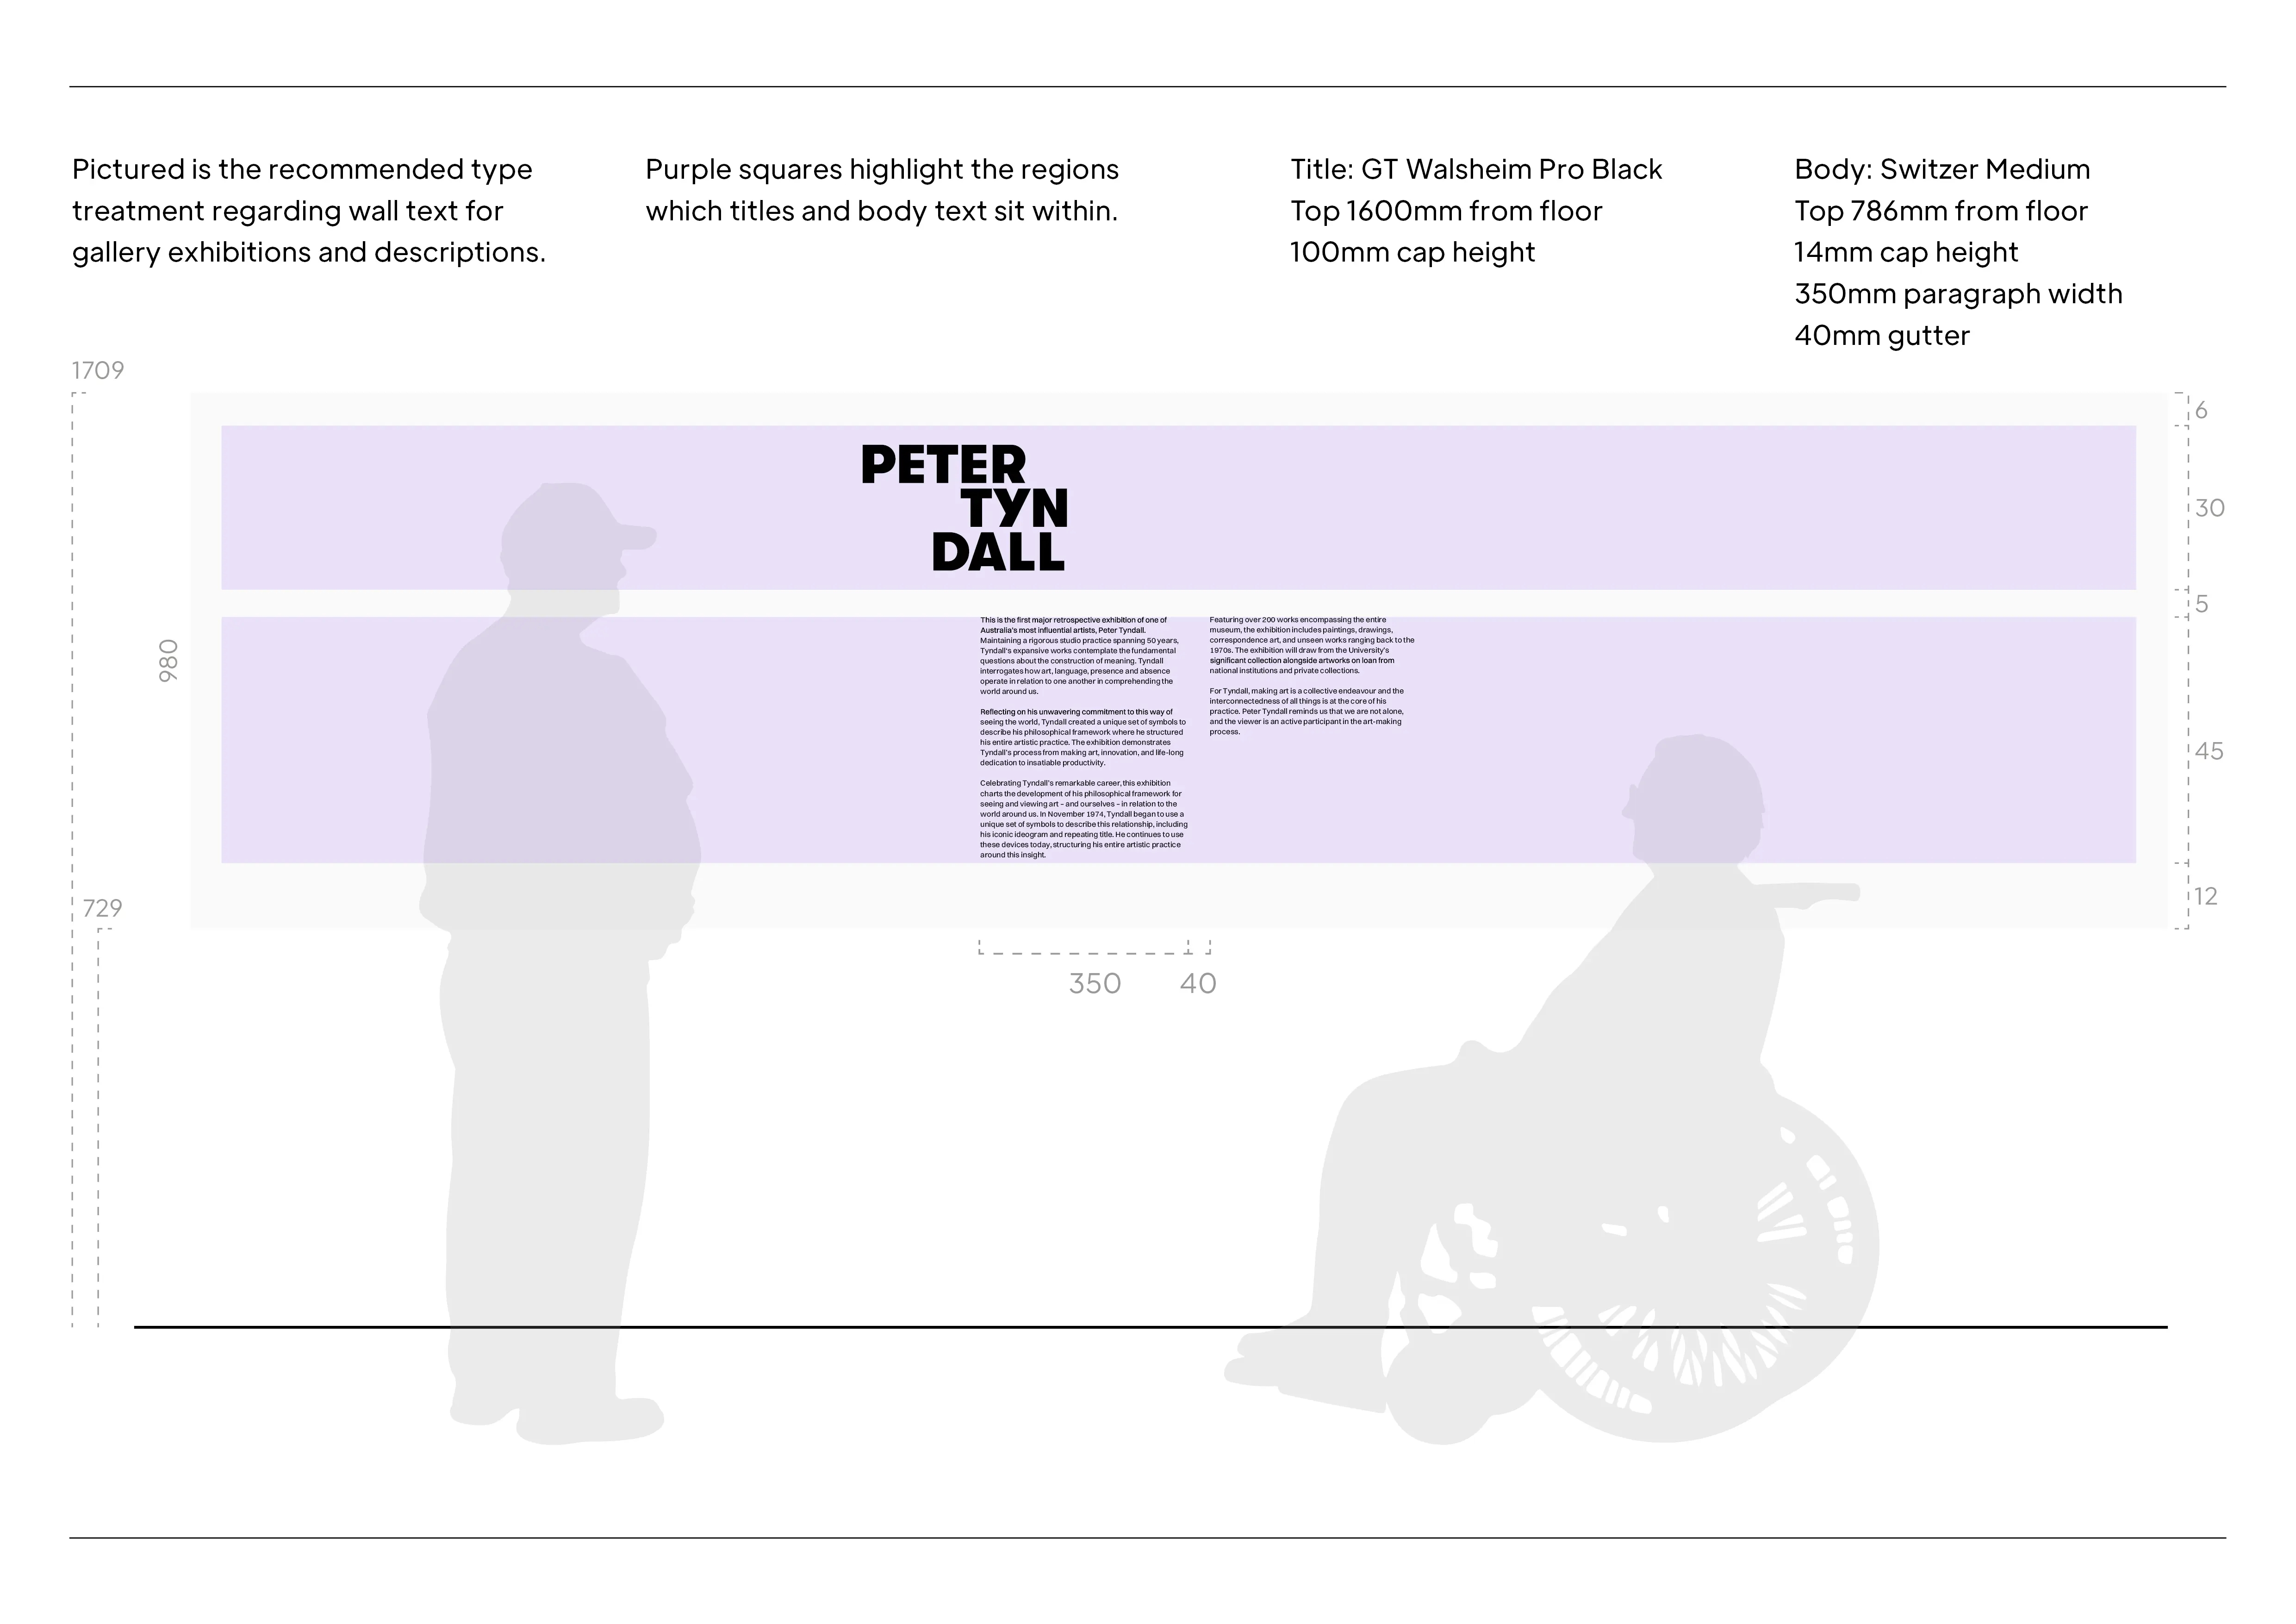 Pictured is the recommended type
treatment regarding wall text for
gallery exhibitions and descriptions.
Purple squares highlight the regions
which titles and body text sit within.
Title: GT Walsheim Pro Black
Top 1600mm from floor
100mm cap height
Body: Switzer Medium
Top 786mm from floor
14mm cap height
350mm paragraph width
40mm gutter
1709
980
729
PETER
TYN
DALL
This is the first major retrospective exhibition of one of
Australia's most influential artists, Peter Tyndall.
Maintaining a rigorous studio practice spanning 50 years,
Tyndall's expansive works contemplate the fundamental
questions about the construction of meaning. Tyndall
interrogates how art, language, presence and absence
operate in relation to one another in comprehending the
world around us.
Reflecting on his unwavering commitment to this way of
seeing the world, Tyndall created a unique set of symbols to
describe his philosophical framework where he structured
his entire artistic practice. The exhibition demonstrates
Tyndall's process from making art, innovation, and life-long
dedication to insatiable productivity.
Celebrating Tyndall's remarkable career, this exhibition
charts the development of his philosophical framework for
seeing and viewing art – and ourselves – in relation to the
world around us. In November 1974, Tyndall began to use a
unique set of symbols to describe this relationship, including
his iconic ideogram and repeating title. He continues to use
these devices today, structuring his entire artistic practice
around this insight.
Featuring over 200 works encompassing the entire
museum, the exhibition includes paintings, drawings,
correspondence art, and unseen works ranging back to the
1970s. The exhibition will draw from the University's
significant collection alongside artworks on loan from
national institutions and private collections.
For Tyndall, making art is a collective endeavour and the
interconnectedness of all things is at the core of his
practice. Peter Tyndall reminds us that we are not alone,
and the viewer is an active participant in the art-making
process.
6
30
5
45
12
350
40